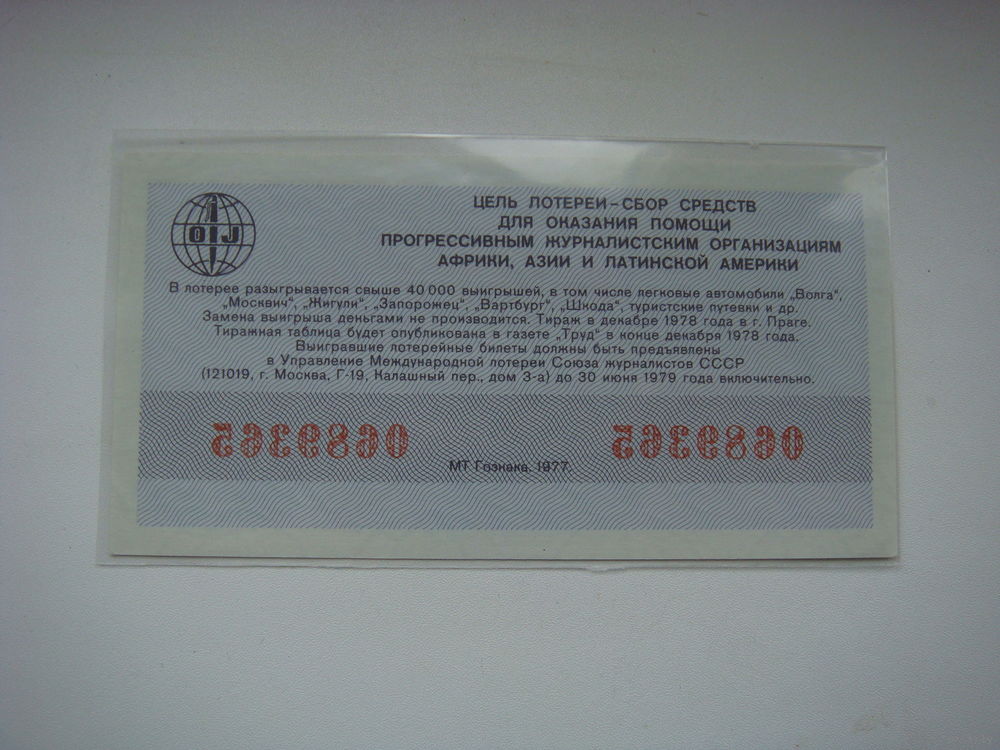 OIJ
ЦЕЛЬ ЛОТЕРЕИ–СБОР СРЕДСТВ
ДЛЯ ОКАЗАНИЯ ПОМОЩИ
ПРОГРЕССИВНЫМ ЖУРНАЛИСТСКИМ ОРГАНИЗАЦИЯМ
АФРИКИ, АЗИИ И ЛАТИНСКОЙ АМЕРИКИ
В лотерее разыгрывается свыше 40 000 выигрышей, в том числе легковые автомобили „Волга“,
„Москвич“, „Жигули“, „Запорожец“, „Вартбург“, „Шкода“, туристские путевки и др.
Замена выигрыша деньгами не производится. Тираж в декабре 1978 года в г. Праге.
Тиражная таблица будет опубликована в газете „Труд“ в конце декабря 1978 года.
Выигравшие лотерейные билеты должны быть предъявлены
в Управление Международной лотереи Союза журналистов СССР
(121019, г. Москва, Г-19, Калашный пер., дом 3-а) до 30 июня 1979 года включительно.
0689365 0689365
МТ Гознака. 1977.